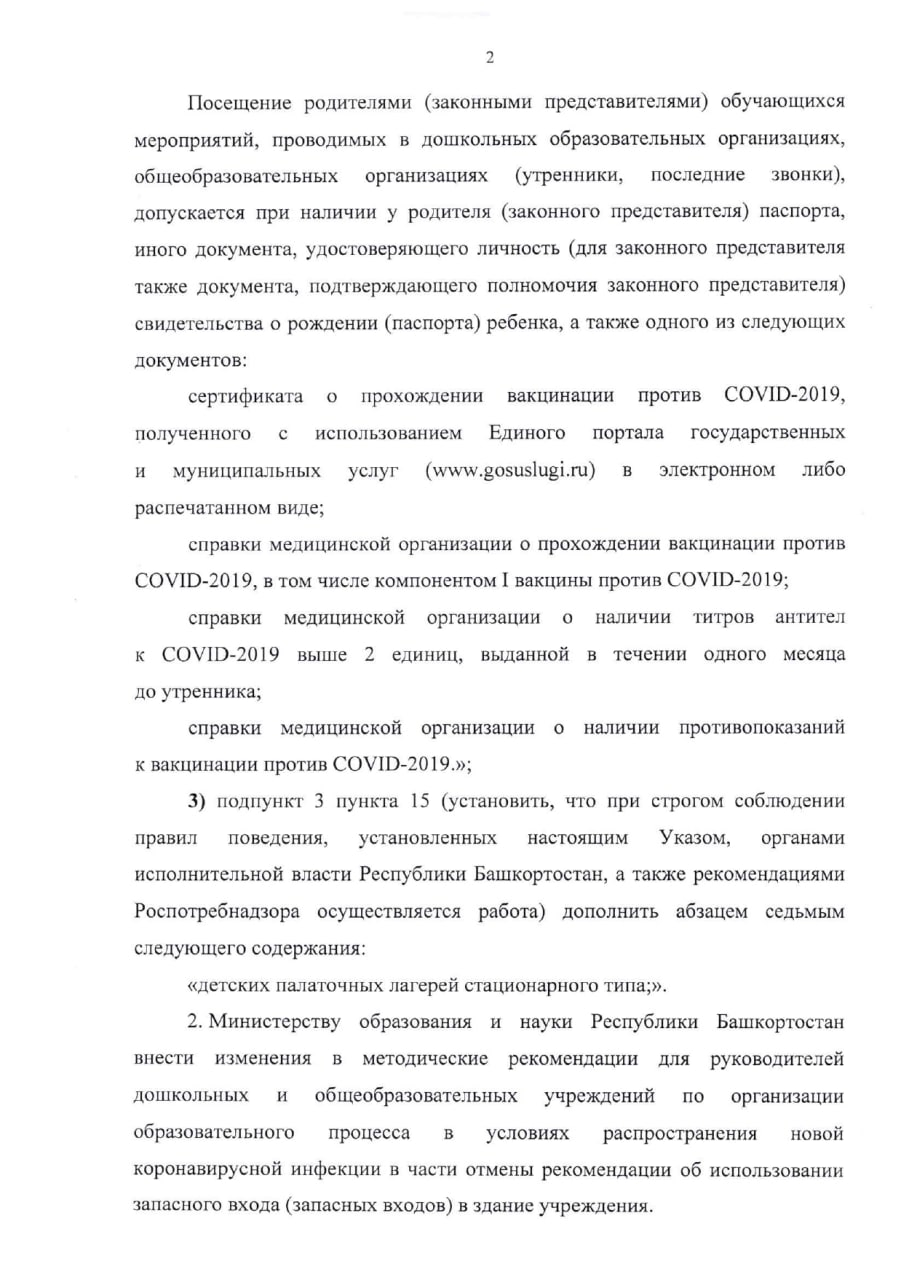 2
Посещение родителями (законными представителями) обучающихся
мероприятий, проводимых в дошкольных образовательных организациях,
общеобразовательных организациях (утренники, последние звонки),
допускается при наличии у родителя (законного представителя) паспорта,
иного документа, удостоверяющего личность (для законного представителя
также документа, подтверждающего полномочия законного представителя)
свидетельства о рождении (паспорта) ребенка, а также одного из следующих
документов:
сертификата о прохождении вакцинации против COVID-2019,
полученного с использованием Единого портала государственных
и муниципальных услуг (www.gosuslugi.ru) в электронном либо
распечатанном виде;
справки медицинской организации о прохождении вакцинации против
COVID-2019, в том числе компонентом I вакцины против COVID-2019;
справки медицинской организации о наличии титров антител
к COVID-2019 выше 2 единиц, выданной в течении одного месяца
до утренника;
справки медицинской организации о наличии противопоказаний
к вакцинации против COVID-2019.»;
3) подпункт 3 пункта 15 (установить, что при строгом соблюдении
правил поведения, установленных настоящим Указом, органами
исполнительной власти Республики Башкортостан, а также рекомендациями
Роспотребнадзора осуществляется работа) дополнить абзацем седьмым
следующего содержания:
«детских палаточных лагерей стационарного типа;».
2. Министерству образования и науки Республики Башкортостан
внести изменения в методические рекомендации для руководителей
дошкольных и общеобразовательных учреждений по организации
образовательного процесса в условиях распространения новой
коронавирусной инфекции в части отмены рекомендации об использовании
запасного входа (запасных входов) в здание учреждения.